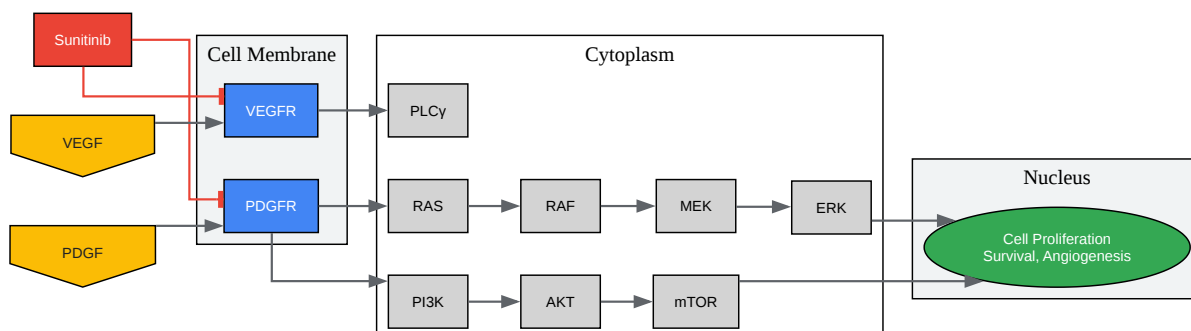 Sunitinib
Cell Membrane
Cytoplasm
VEGFR
PLCγ
VEGF
Nucleus
PDGFR
RAS
RAF
MEK
ERK
PDGF
Cell Proliferation
Survival, Angiogenesis
PI3K
AKT
mTOR